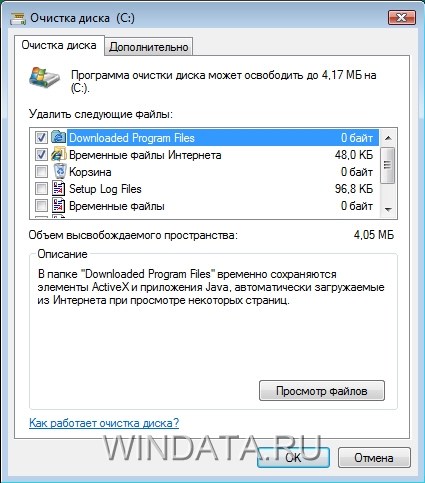 Очистка диска (C:)
Очистка диска
Дополнительно
Программа очистки диска может освободить до 4,17 МБ на
(C:).
Удалить следующие файлы:
Downloaded Program Files 0 байт
Временные файлы Интернета 48,0 КБ
Корзина 0 байт
Setup Log Files 96,8 КБ
Временные файлы 0 байт
Объем высвобождаемого пространства: 4,05 МБ
Описание
В папке "Downloaded Program Files" временно сохраняются
элементы ActiveX и приложения Java, автоматически загружаемые
из Интернета при просмотре некоторых страниц.
Просмотр файлов
Как работает очистка диска?
WINDATA.RU
OK
Отмена